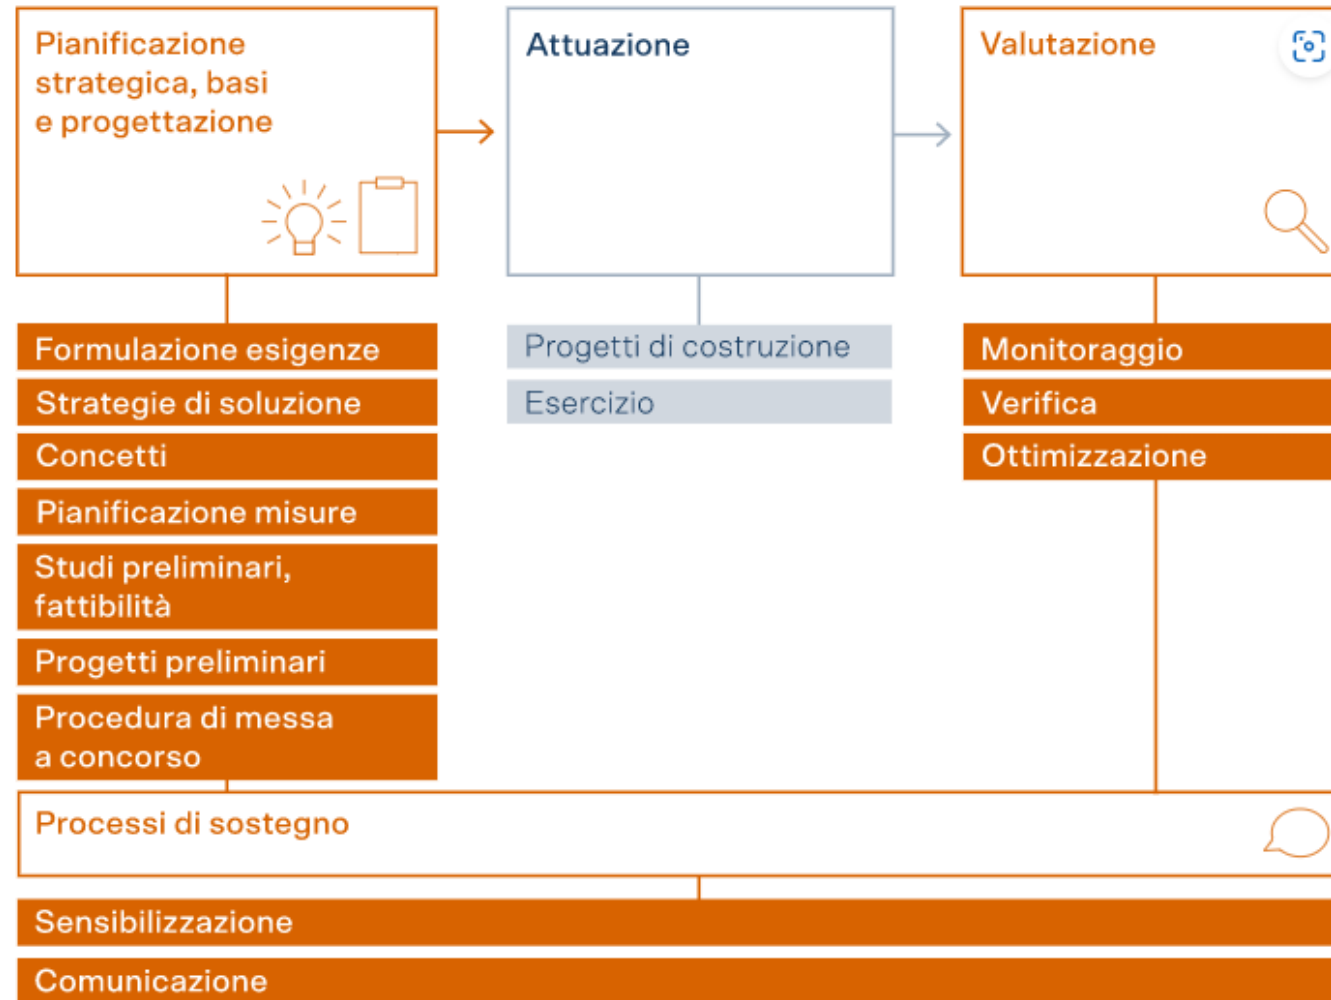 Pianificazione
strategica, basi
e progettazione
Attuazione
Valutazione
Formulazione esigenze
Strategie di soluzione
Concetti
Pianificazione misure
Studi preliminari,
fattibilità
Progetti preliminari
Procedura di messa
a concorso
Progetti di costruzione
Esercizio
Monitoraggio
Verifica
Ottimizzazione
Processi di sostegno
Sensibilizzazione
Comunicazione